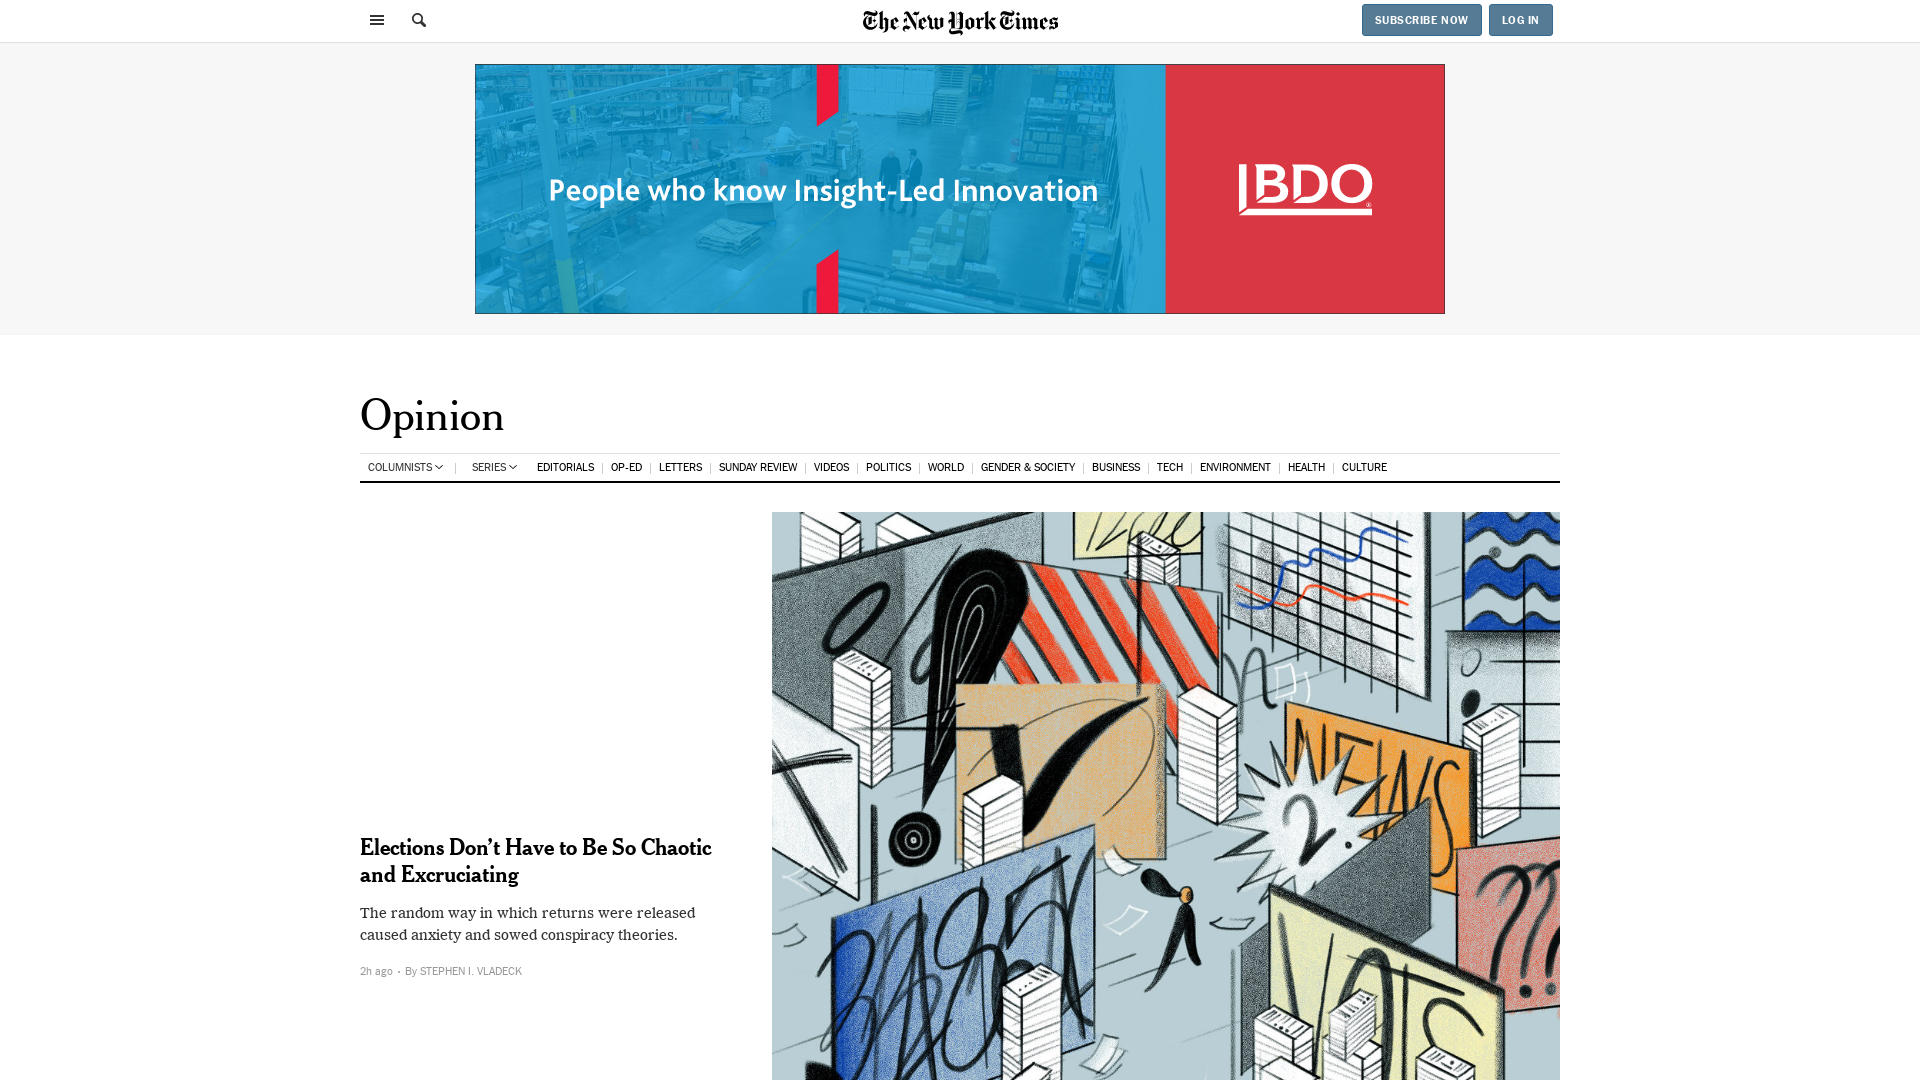 The New York Times
SUBSCRIBE NOW
LOG IN
People who know Insight-Led Innovation
BDO
Opinion
COLUMNISTS
SERIES
EDITORIALS
OP-ED
LETTERS
SUNDAY REVIEW
VIDEOS
POLITICS
WORLD
GENDER & SOCIETY
BUSINESS
TECH
ENVIRONMENT
HEALTH
CULTURE
NEWS
2.
???
VOTES
Elections Don’t Have to Be So Chaotic
and Excruciating
The random way in which returns were released
caused anxiety and sowed conspiracy theories.
2h ago · By STEPHEN I. VLADECK